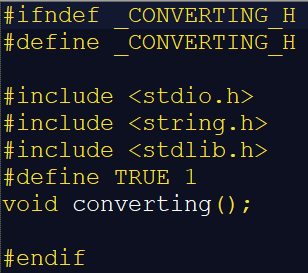 #ifndef _CONVERTING_H
#define _CONVERTING_H
#include <stdio.h>
#include <string.h>
#include <stdlib.h>
#define TRUE 1
void converting();
#endif